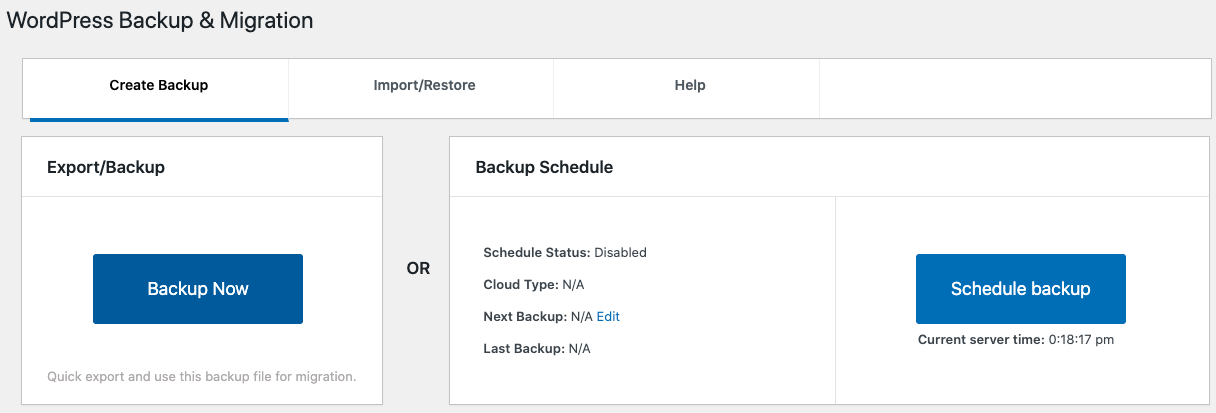 WordPress Backup & Migration
Create Backup
Import/Restore
Help
Export/Backup
Backup Now
Quick export and use this backup file for migration.
OR
Backup Schedule
Schedule Status: Disabled
Cloud Type: N/A
Next Backup: N/A Edit
Last Backup: N/A
Schedule backup
Current server time: 0:18:17 pm